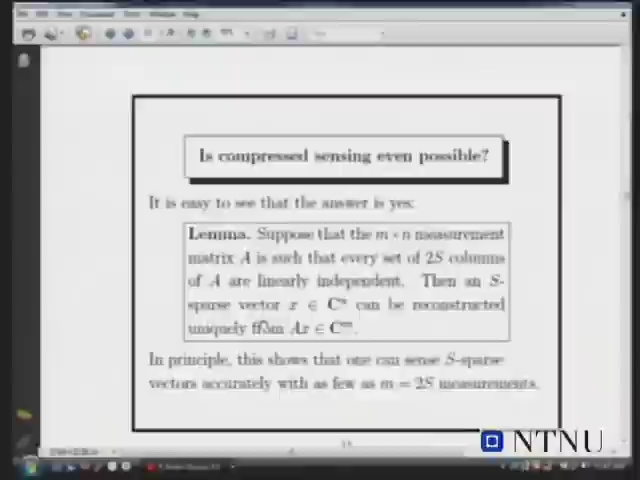 Is compressed sensing even possible?
It is easy to see that the answer is yes:
Lemma. Suppose that the m × n measurement
matrix A is such that every set of 2S columns
of A are linearly independent. Then an S-
sparse vector x ∈ Cⁿ can be reconstructed
uniquely from Ax ∈ Cᵐ.
In principle, this shows that one can sense S-sparse
vectors accurately with as few as m = 2S measurements.
NTNU